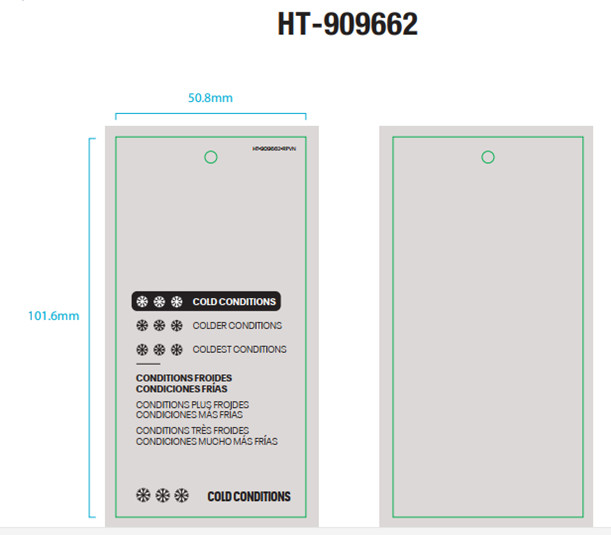 HT-909662
50.8mm
HT-909662-RPVN
101.6mm
COLD CONDITIONS
COLDER CONDITIONS
COLDEST CONDITIONS
CONDITIONS FROIDES
CONDICIONES FRÍAS
CONDITIONS PLUS FROIDES
CONDICIONES MÁS FRÍAS
CONDITIONS TRÈS FROIDES
CONDICIONES MUCHO MÁS FRÍAS
COLD CONDITIONS